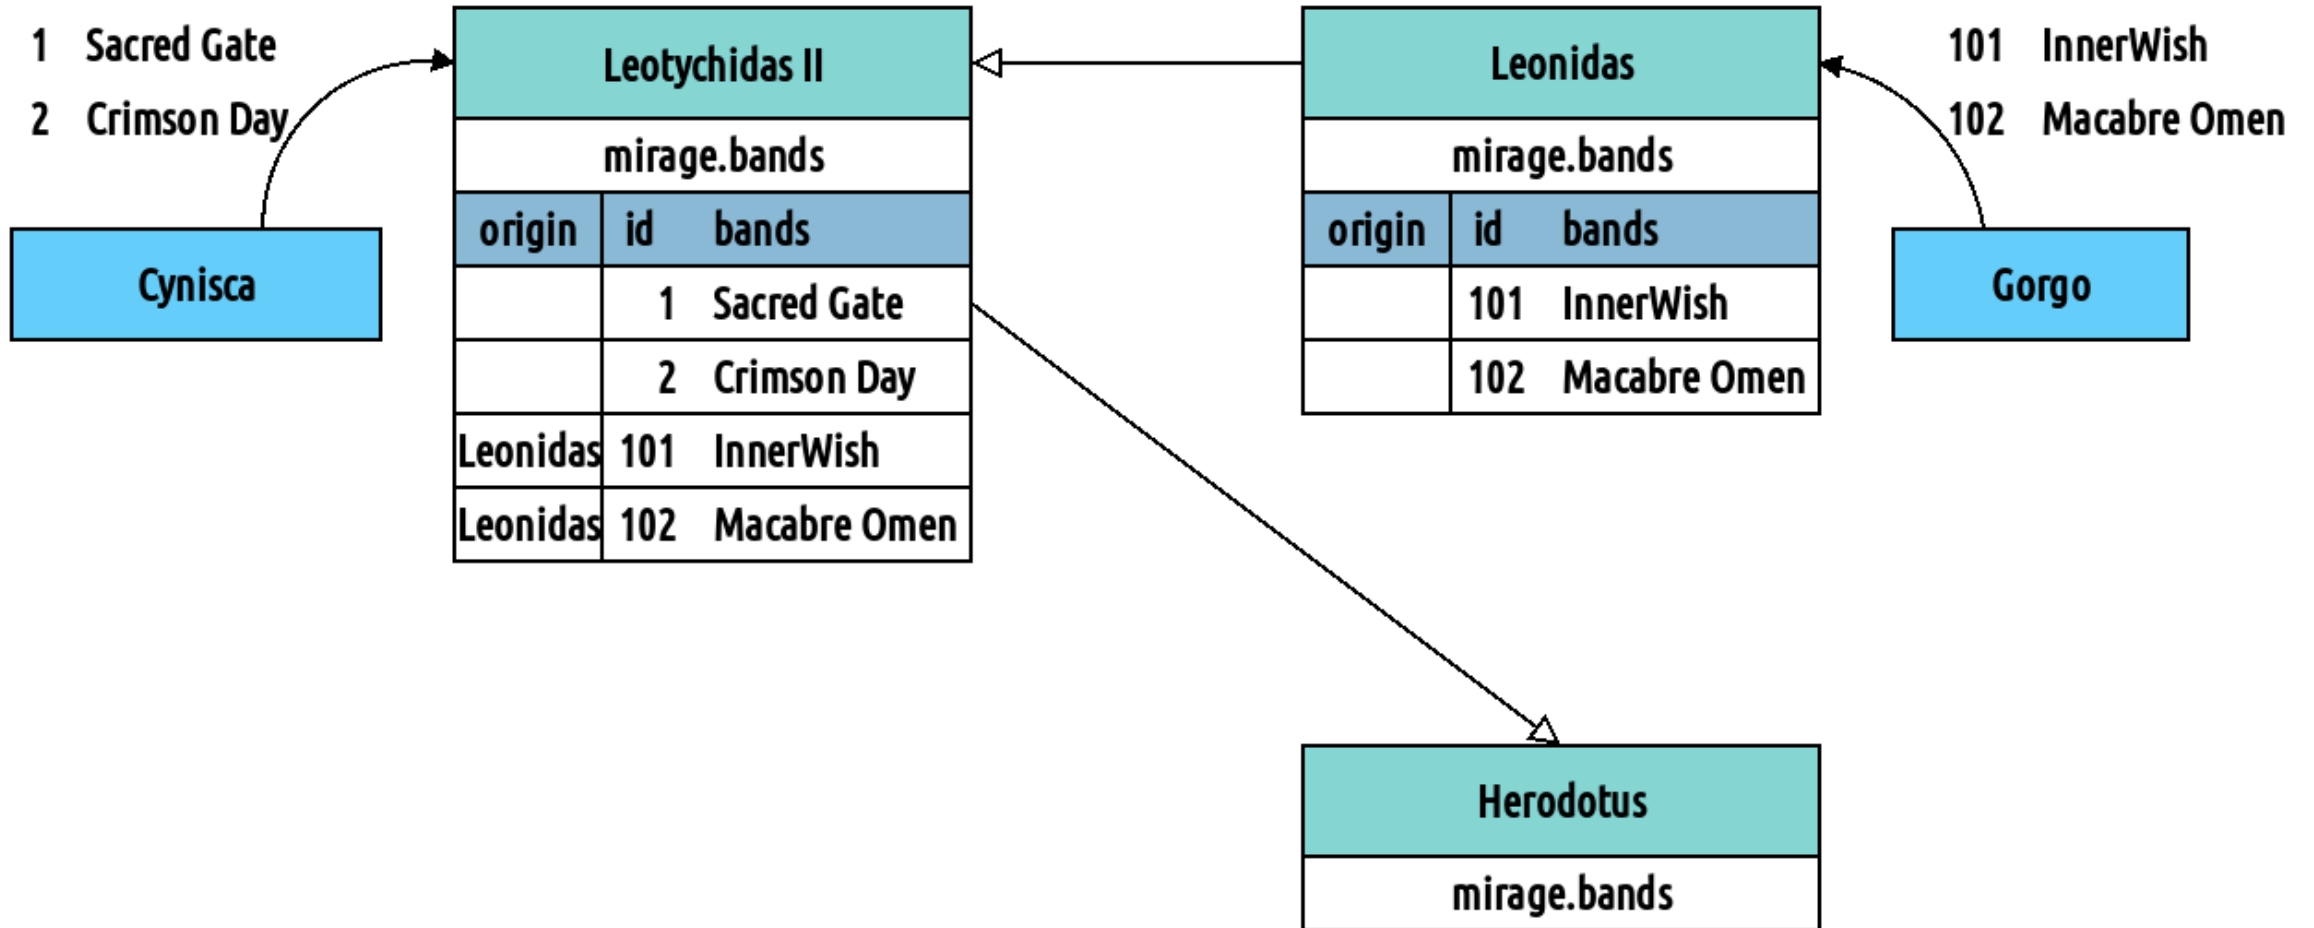 1 Sacred Gate
2 Crimson Day
Cynisca
Leotychidas II
mirage.bands
origin id bands
1 Sacred Gate
2 Crimson Day
Leonidas 101 InnerWish
Leonidas 102 Macabre Omen
Leonidas
mirage.bands
origin id bands
101 InnerWish
102 Macabre Omen
101 InnerWish
102 Macabre Omen
Gorgo
Herodotus
mirage.bands